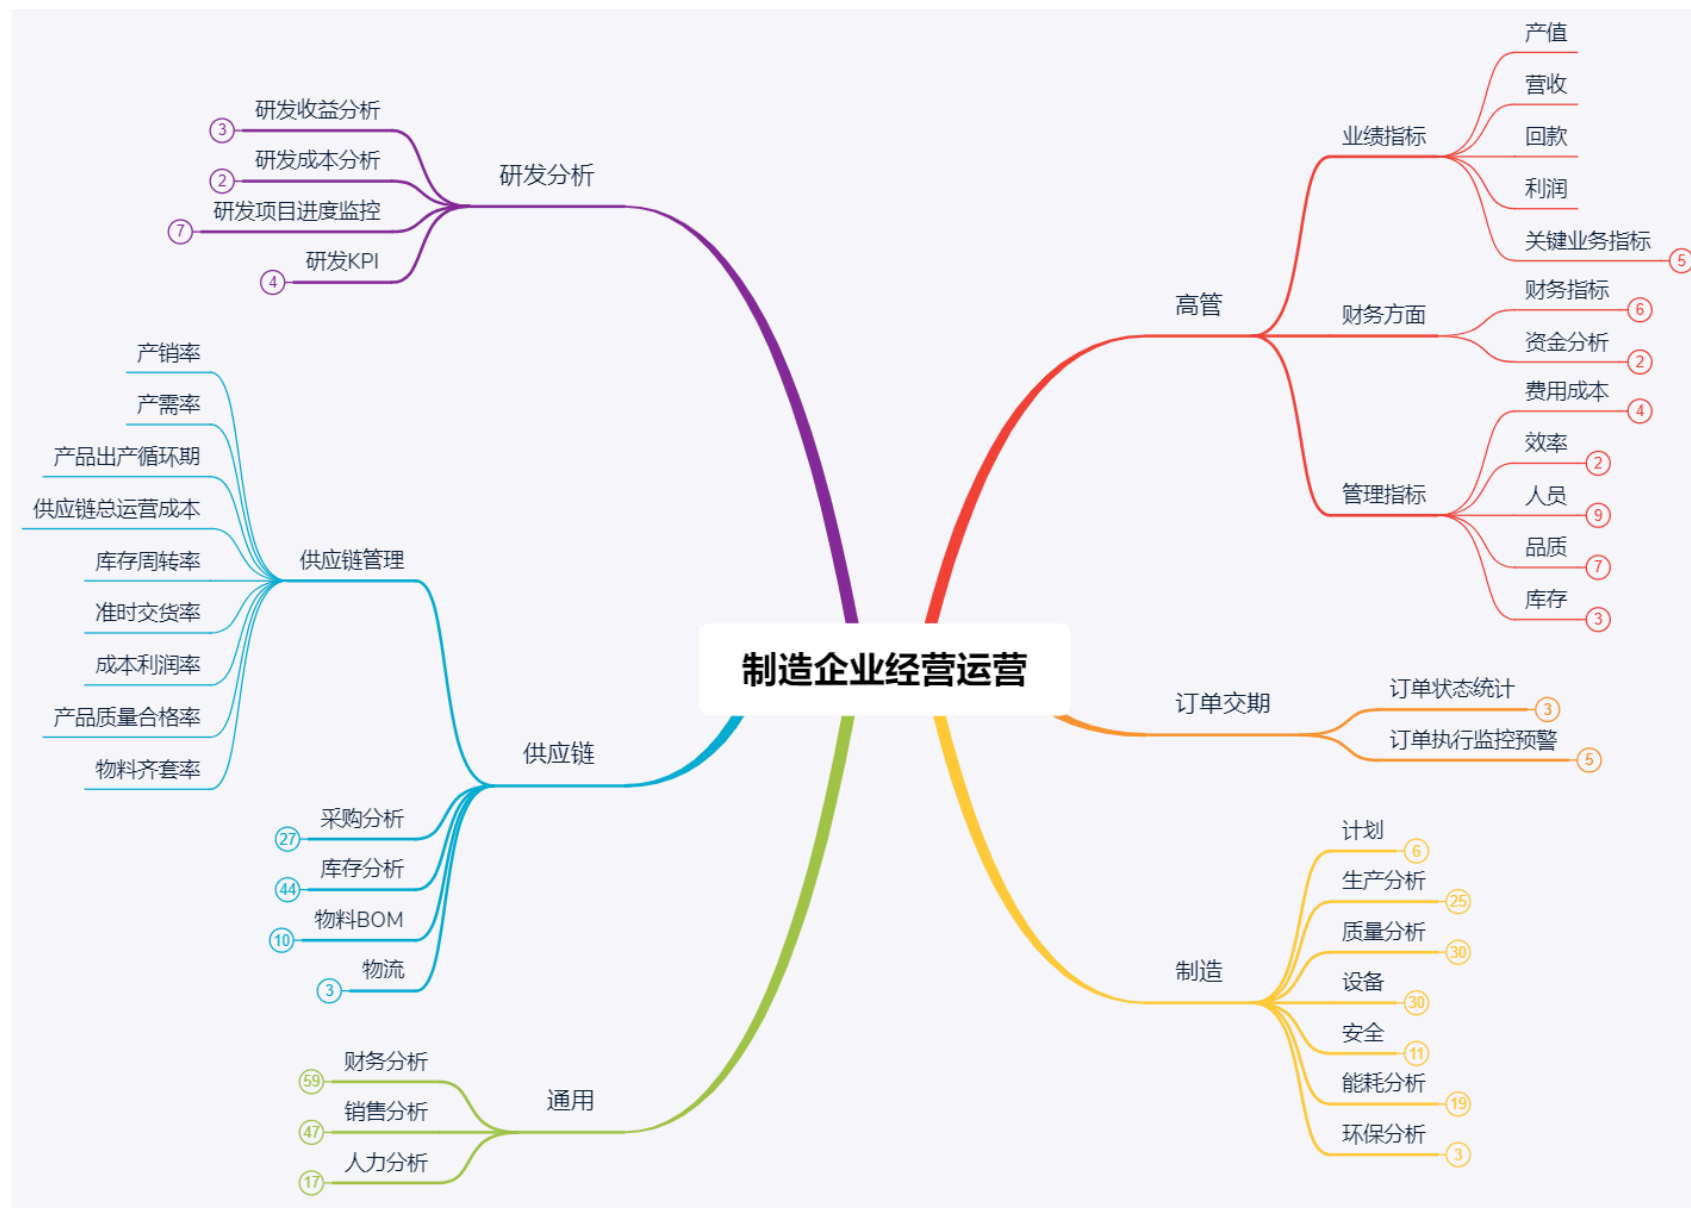 制造企业经营运营
高管
业绩指标
产值
营收
回款
利润
关键业务指标 5
财务方面
财务指标 6
资金分析 2
管理指标
费用成本 4
效率 2
人员 9
品质 7
库存 3
订单交期
订单状态统计 3
订单执行监控预警 5
制造
计划 6
生产分析 25
质量分析 30
设备 30
安全 11
能耗分析 19
环保分析 3
研发分析
研发收益分析 3
研发成本分析 2
研发项目进度监控 7
研发KPI 4
供应链
供应链管理
产销率
产需率
产品出产循环期
供应链总运营成本
库存周转率
准时交货率
成本利润率
产品质量合格率
物料齐套率
采购分析 27
库存分析 44
物料BOM 10
物流 3
通用
财务分析 59
销售分析 47
人力分析 17